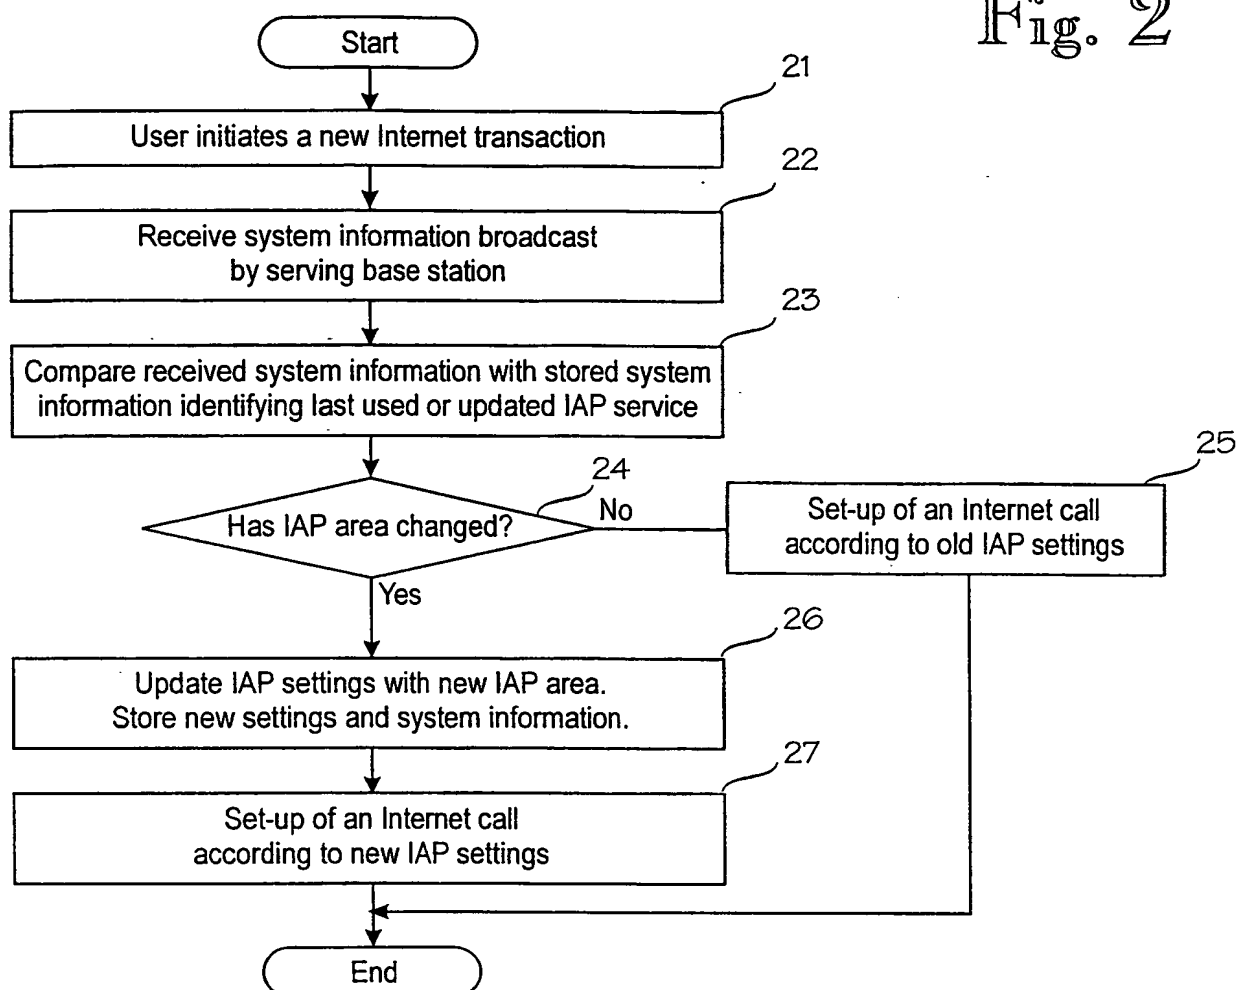 Fig. 2
Start
21
User initiates a new Internet transaction
22
Receive system information broadcast
by serving base station
23
Compare received system information with stored system
information identifying last used or updated IAP service
24
Has IAP area changed?
No
25
Set-up of an Internet call
according to old IAP settings
Yes
26
Update IAP settings with new IAP area.
Store new settings and system information.
27
Set-up of an Internet call
according to new IAP settings
End